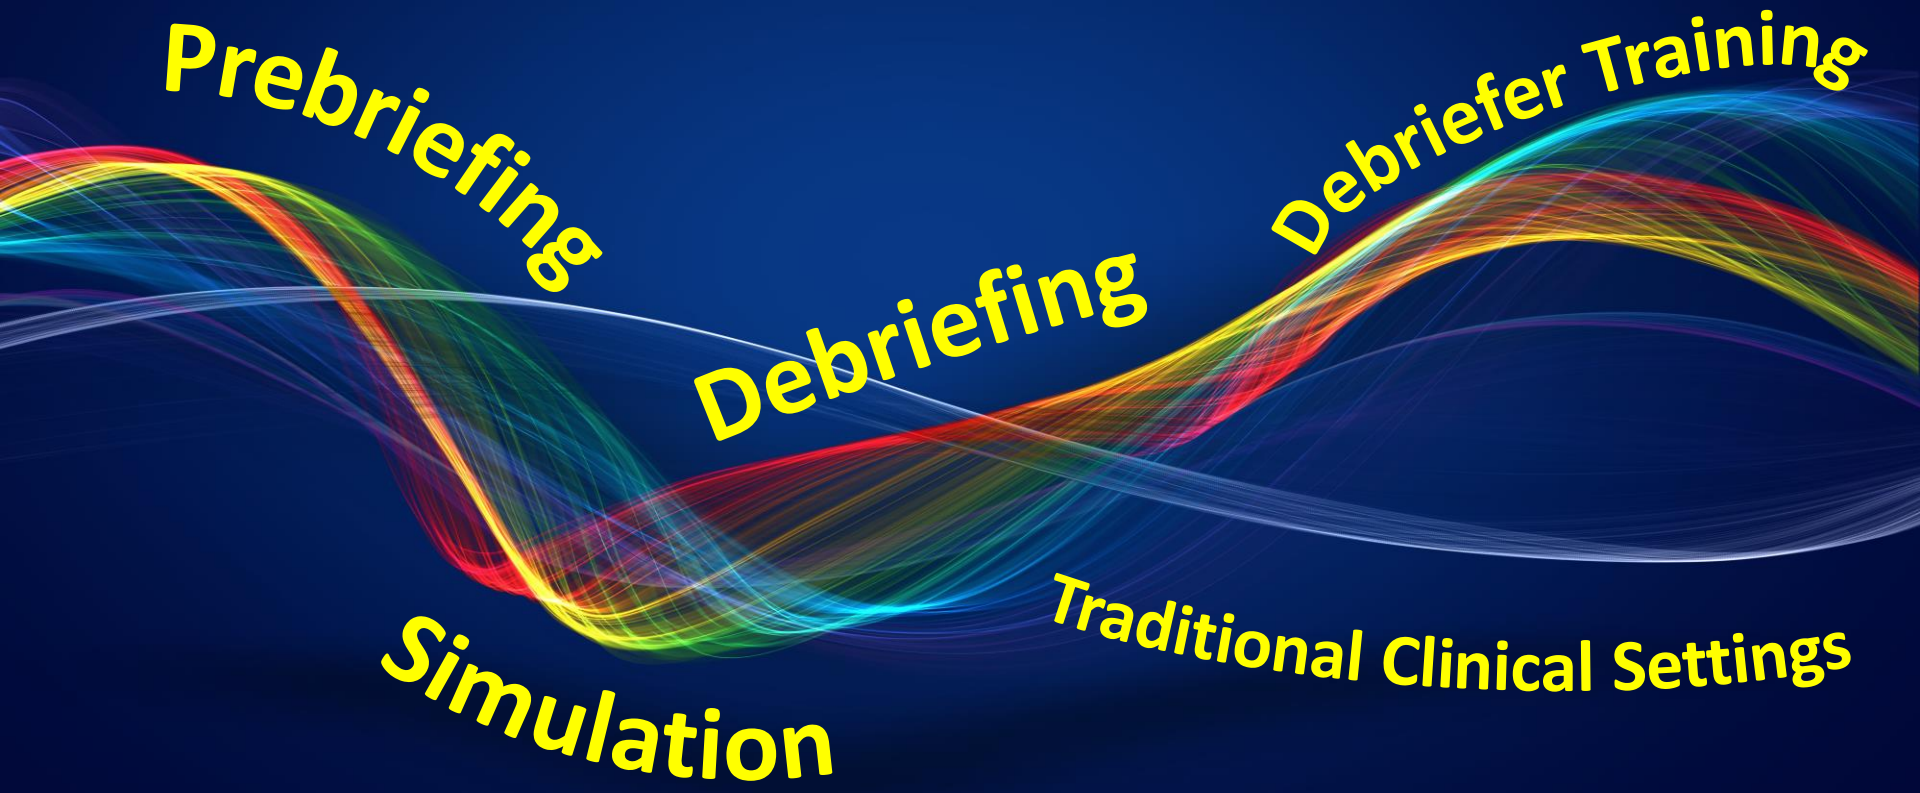 Prebriefing
Debriefer Training
Debriefing
Traditional Clinical Settings
Simulation